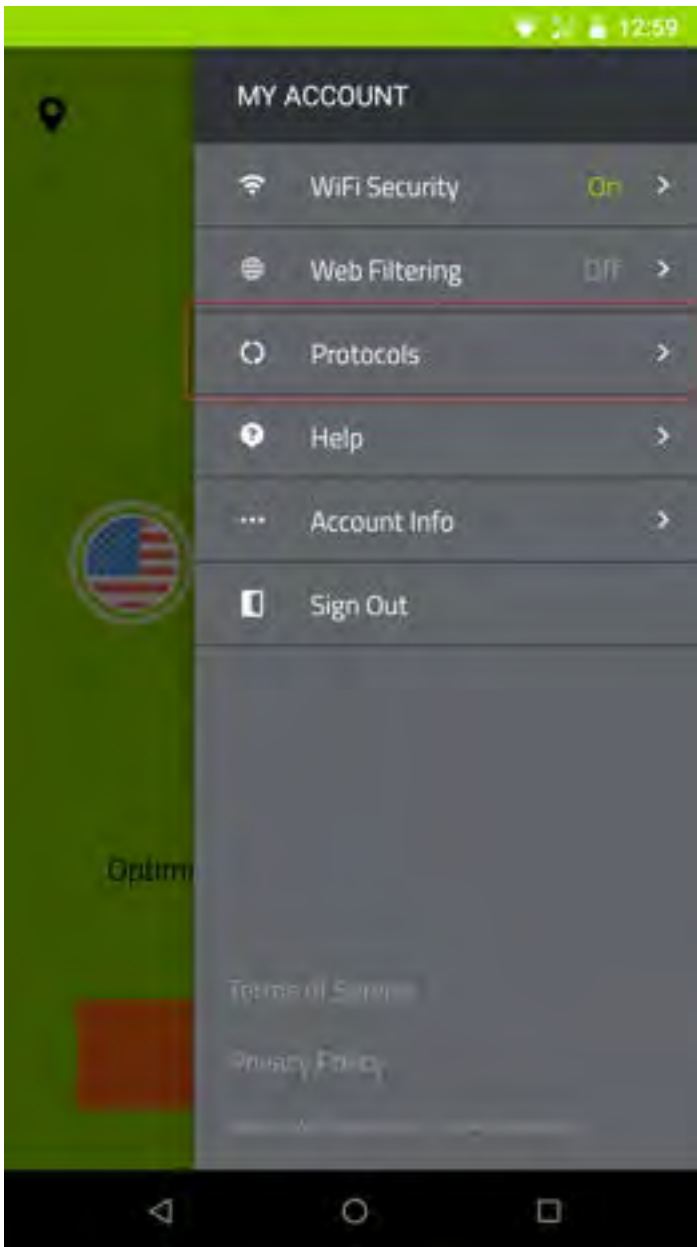 12:59
MY ACCOUNT
WiFi Security On
Web Filtering Off
Protocols
Help
Account Info
Sign Out
Optim
Terms of Service
Privacy Policy